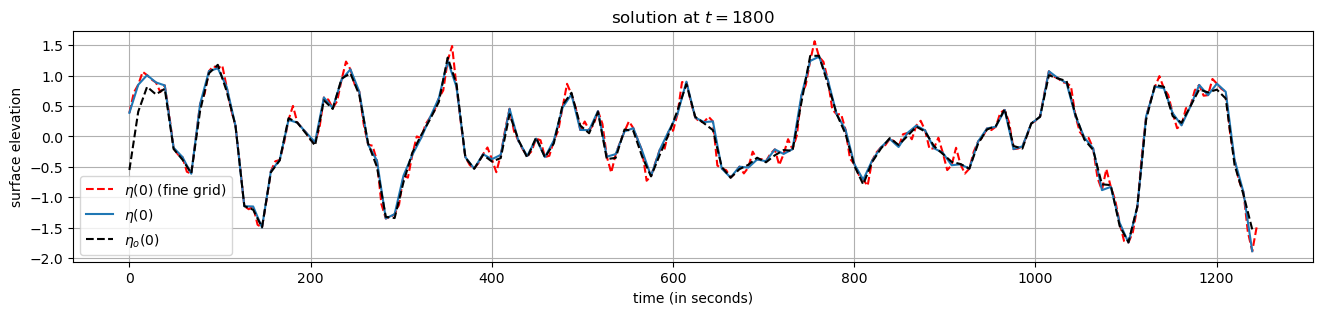 solution at t = 1800
surface elevation
1.5
1.0
0.5
0.0
−0.5
−1.0
−1.5
−2.0
η(0) (fine grid)
η(0)
ηₒ(0)
0 200 400 600 800 1000 1200
time (in seconds)